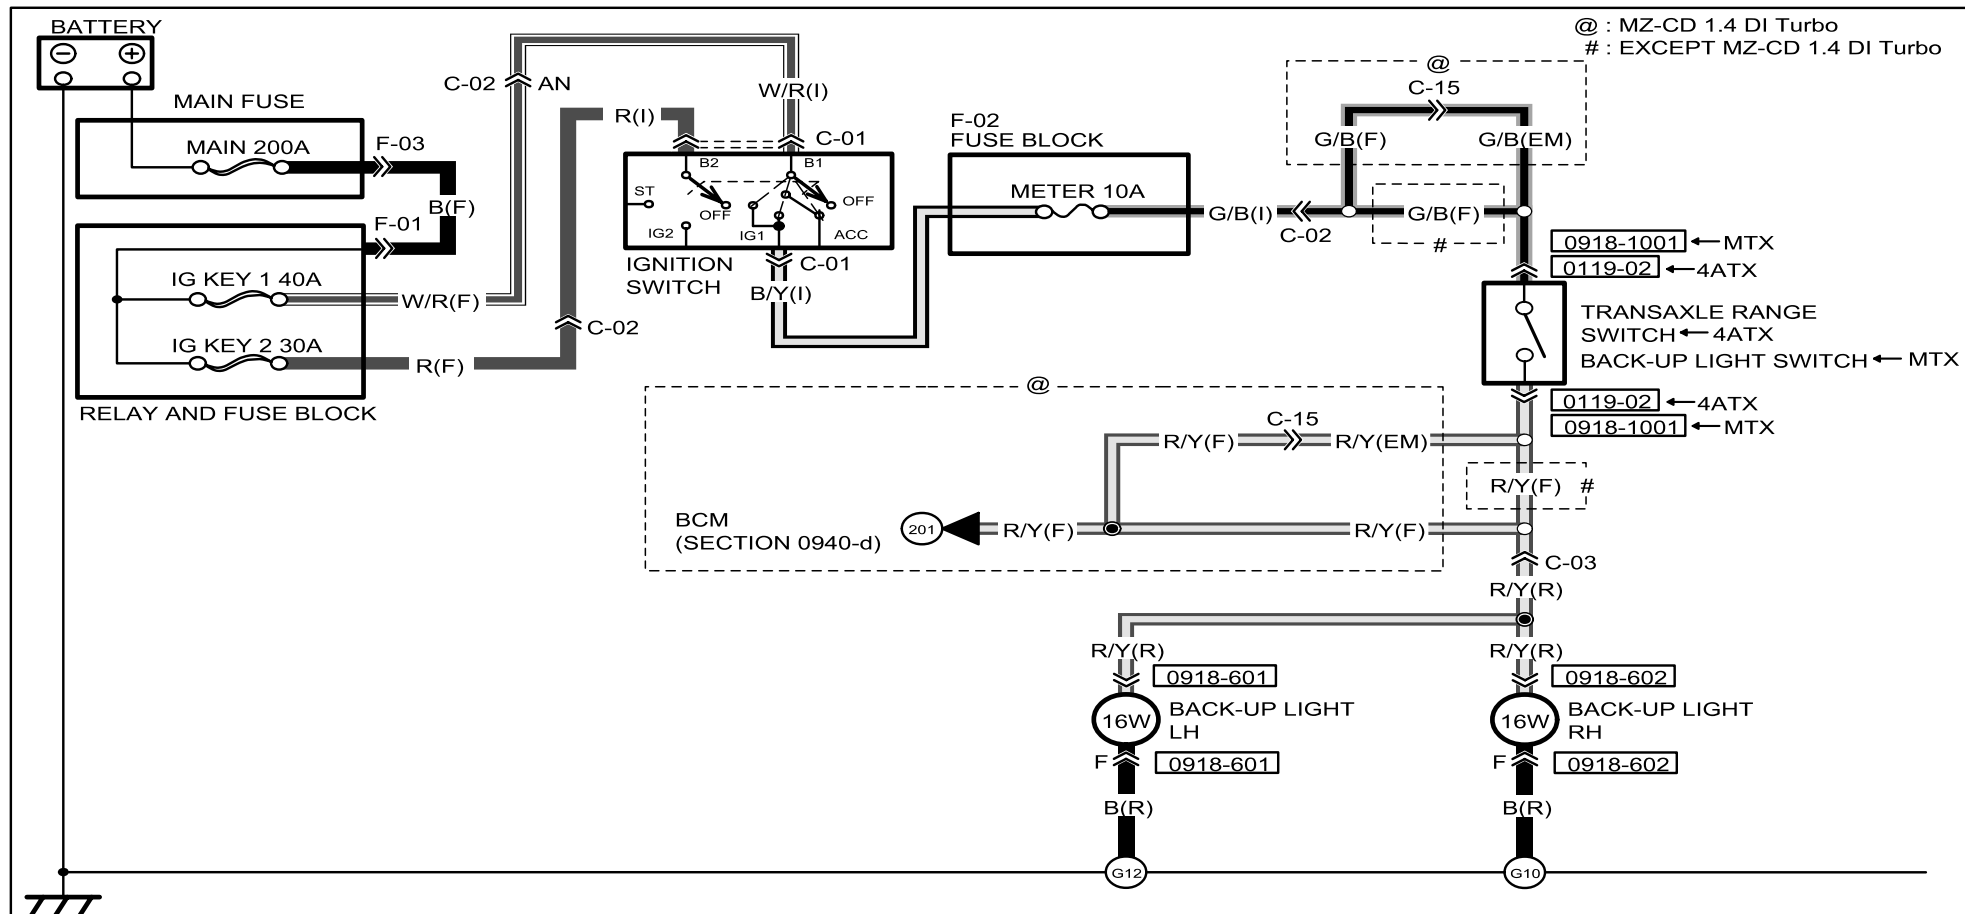 BATTERY
@ : MZ-CD 1.4 DI Turbo
# : EXCEPT MZ-CD 1.4 DI Turbo
− +
MAIN FUSE
MAIN 200A
F-03
B(F)
F-01
IG KEY 1 40A
W/R(F)
IG KEY 2 30A
R(F)
RELAY AND FUSE BLOCK
C-02 AN
W/R(I)
R(I)
C-02
C-01
B2 B1
ST
OFF
OFF
IG2
IG1
ACC
IGNITION
SWITCH
C-01
B/Y(I)
F-02
FUSE BLOCK
METER 10A
G/B(I)
C-02
@
C-15
G/B(F)
G/B(EM)
G/B(F)
#
0918-1001 MTX
0119-02 4ATX
TRANSAXLE RANGE
SWITCH 4ATX
BACK-UP LIGHT SWITCH MTX
0119-02 4ATX
0918-1001 MTX
@
C-15
R/Y(F)
R/Y(EM)
R/Y(F) #
BCM
(SECTION 0940-d)
201
R/Y(F)
R/Y(F)
C-03
R/Y(R)
R/Y(R)
R/Y(R)
0918-601
0918-602
16W
BACK-UP LIGHT
LH
16W
BACK-UP LIGHT
RH
F
0918-601
F
0918-602
B(R)
B(R)
G12
G10